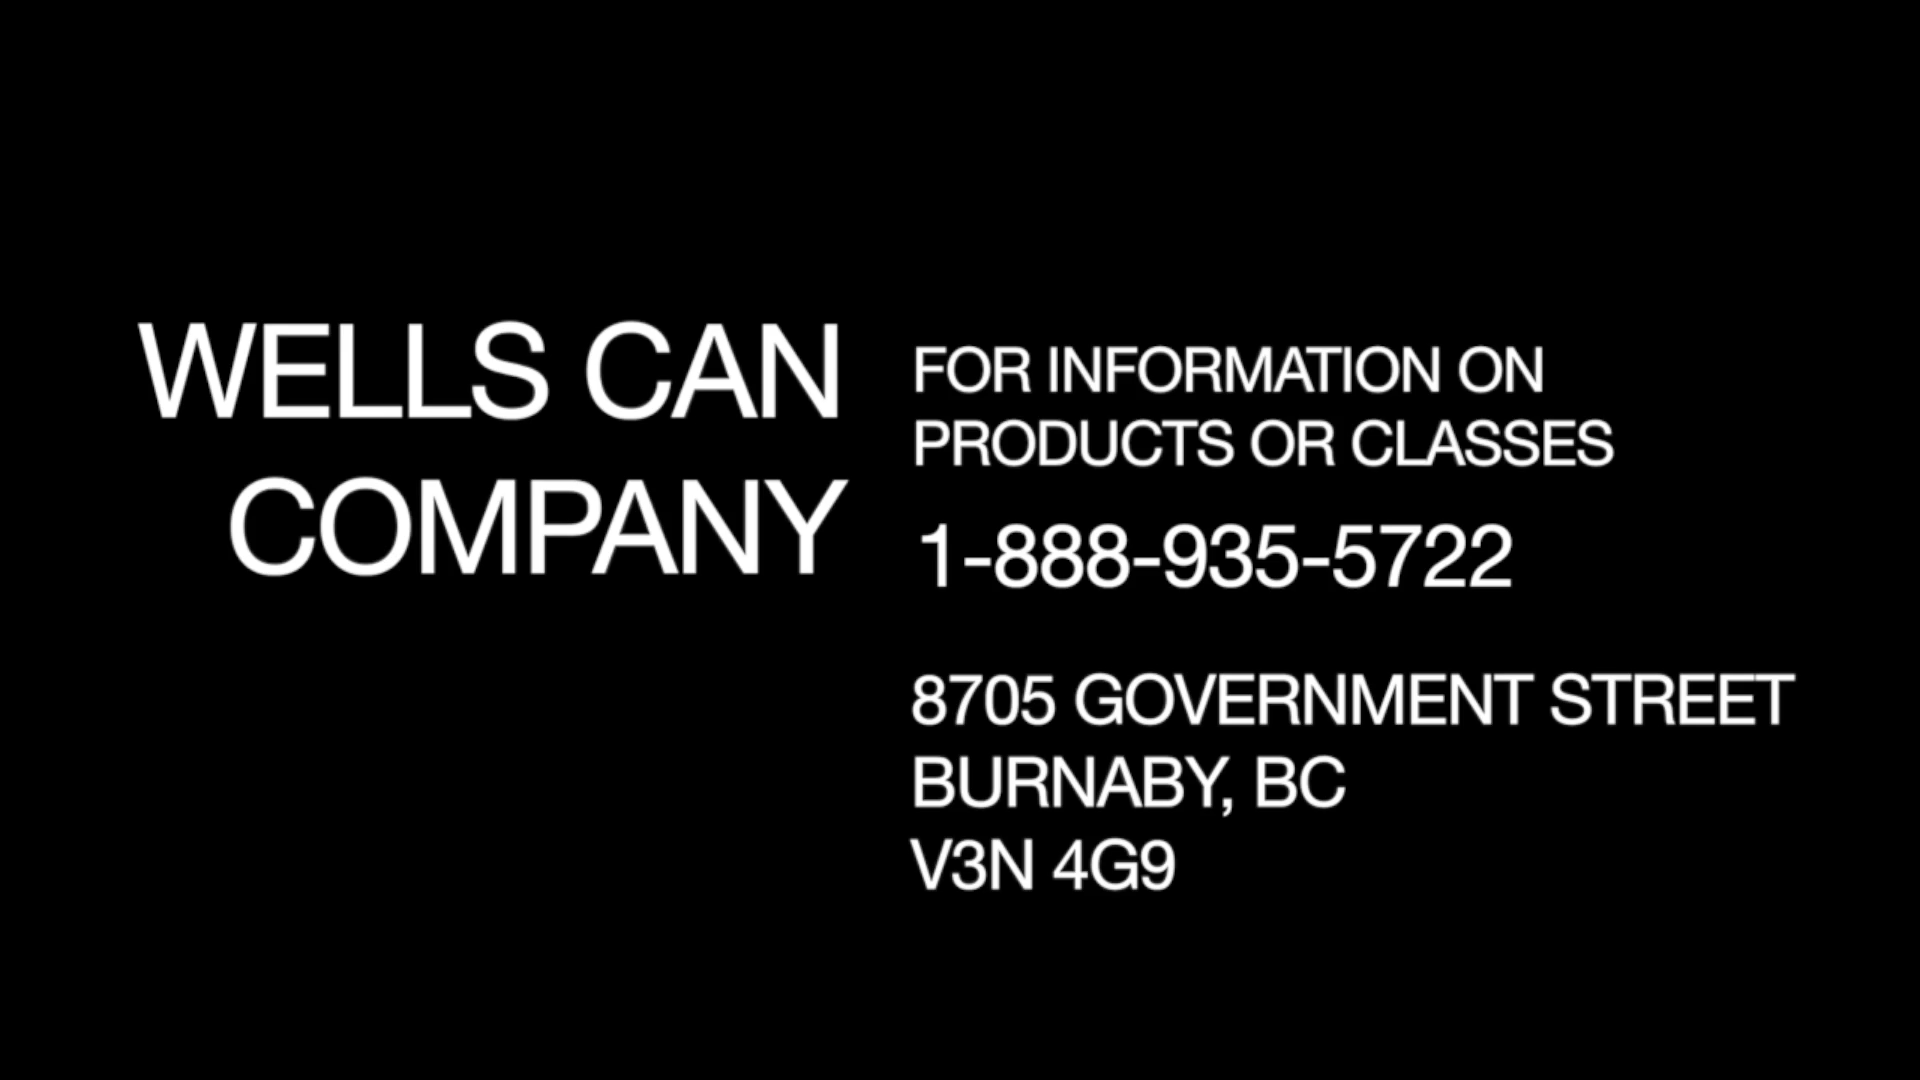 WELLS CAN
COMPANY
FOR INFORMATION ON
PRODUCTS OR CLASSES
1-888-935-5722
8705 GOVERNMENT STREET
BURNABY, BC
V3N 4G9